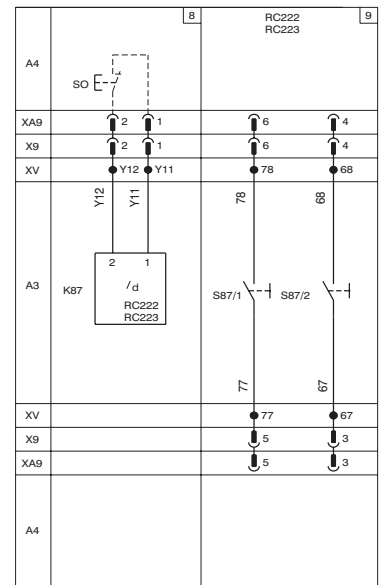 8 RC222 9
RC223
A4
SO
XA9 2 1 6 4
X9 2 1 6 4
XV Y12 Y11 78 68
Y12 Y11 78 68
2 1
A3 K87 /d S87/1 S87/2
RC222
RC223
77 67
XV 77 67
X9 5 3
XA9 5 3
A4